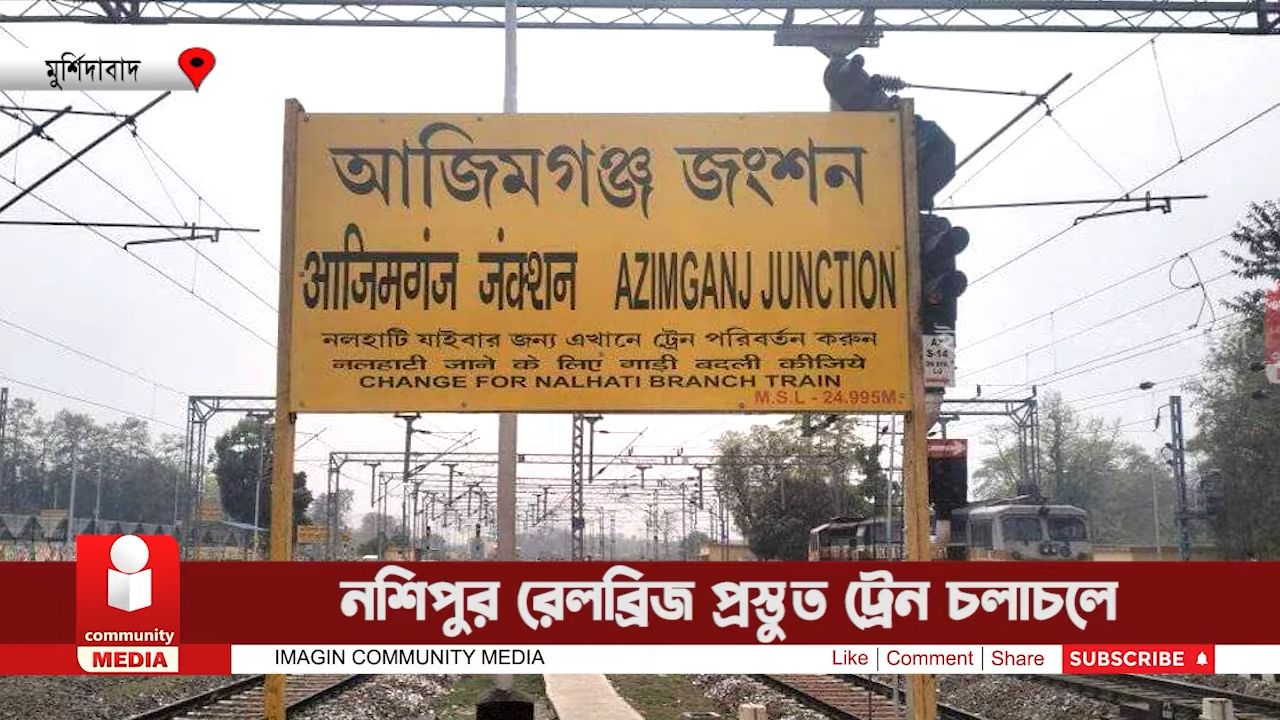 মুর্শিদাবাদ
আজিমগঞ্জ জংশন
आजिमगंज जंक्शन AZIMGANJ JUNCTION
নলহাটি যাইবার জন্য এখানে ট্রেন পরিবর্তন করুন
नलहाटी जाने के लिए गाड़ी बदली कीजिये
CHANGE FOR NALHATI BRANCH TRAIN
M.S.L - 24.995M.
S-14
নশিপুর রেলব্রিজ প্রস্তুত ট্রেন চলাচলে
community
MEDIA
IMAGIN COMMUNITY MEDIA
Like | Comment | Share SUBSCRIBE